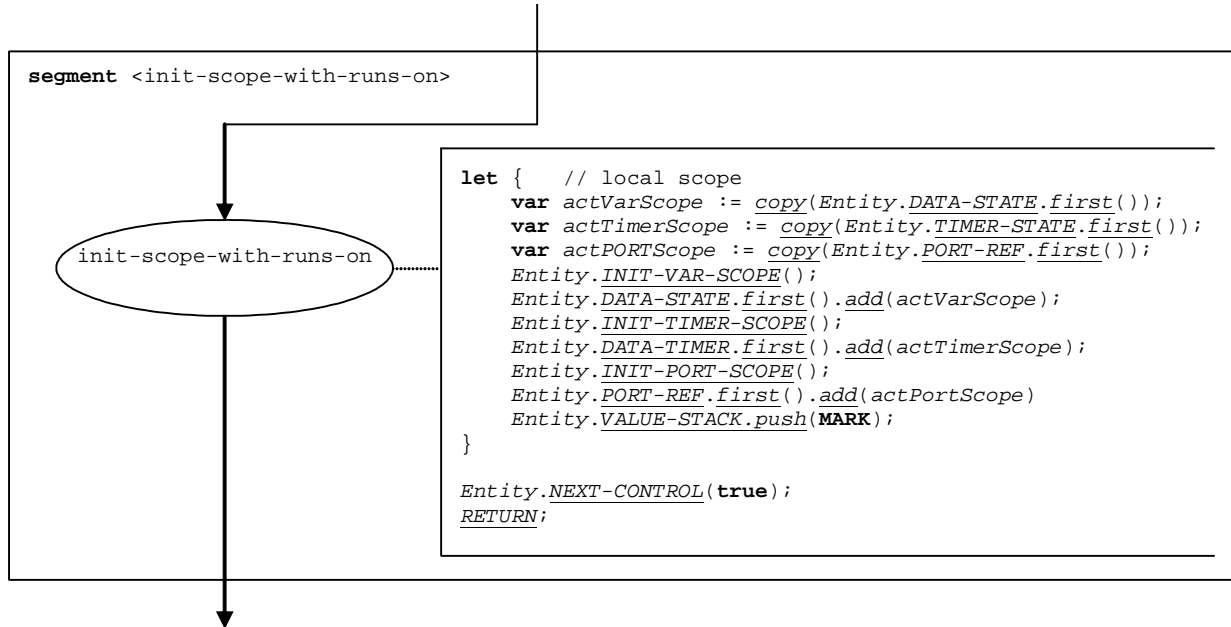 segment <init-scope-with-runs-on>
init-scope-with-runs-on
let {   // local scope
    var actVarScope := copy(Entity.DATA-STATE.first());
    var actTimerScope := copy(Entity.TIMER-STATE.first());
    var actPORTScope := copy(Entity.PORT-REF.first());
    Entity.INIT-VAR-SCOPE();
    Entity.DATA-STATE.first().add(actVarScope);
    Entity.INIT-TIMER-SCOPE();
    Entity.DATA-TIMER.first().add(actTimerScope);
    Entity.INIT-PORT-SCOPE();
    Entity.PORT-REF.first().add(actPortScope)
    Entity.VALUE-STACK.push(MARK);
}
Entity.NEXT-CONTROL(true);
RETURN;